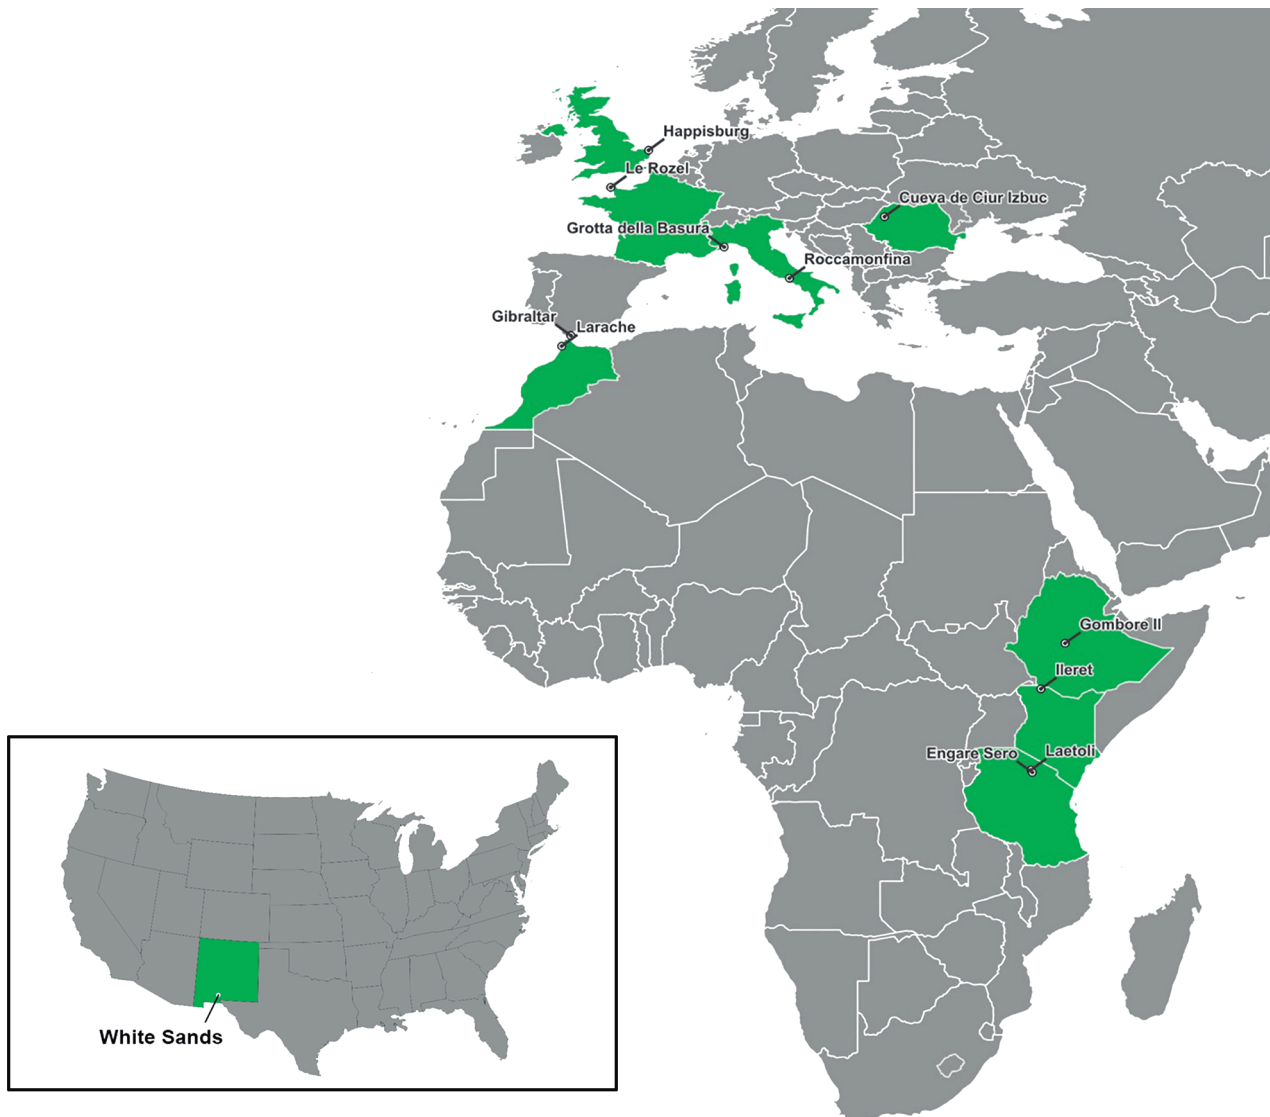 Happisburg
Le Rozel
Cueva de Ciur Izbuc
Grotta della Basura
Roccamonfina
Gibraltar
Larache
Gombore II
Ileret
Engare Sero
Laetoli
White Sands